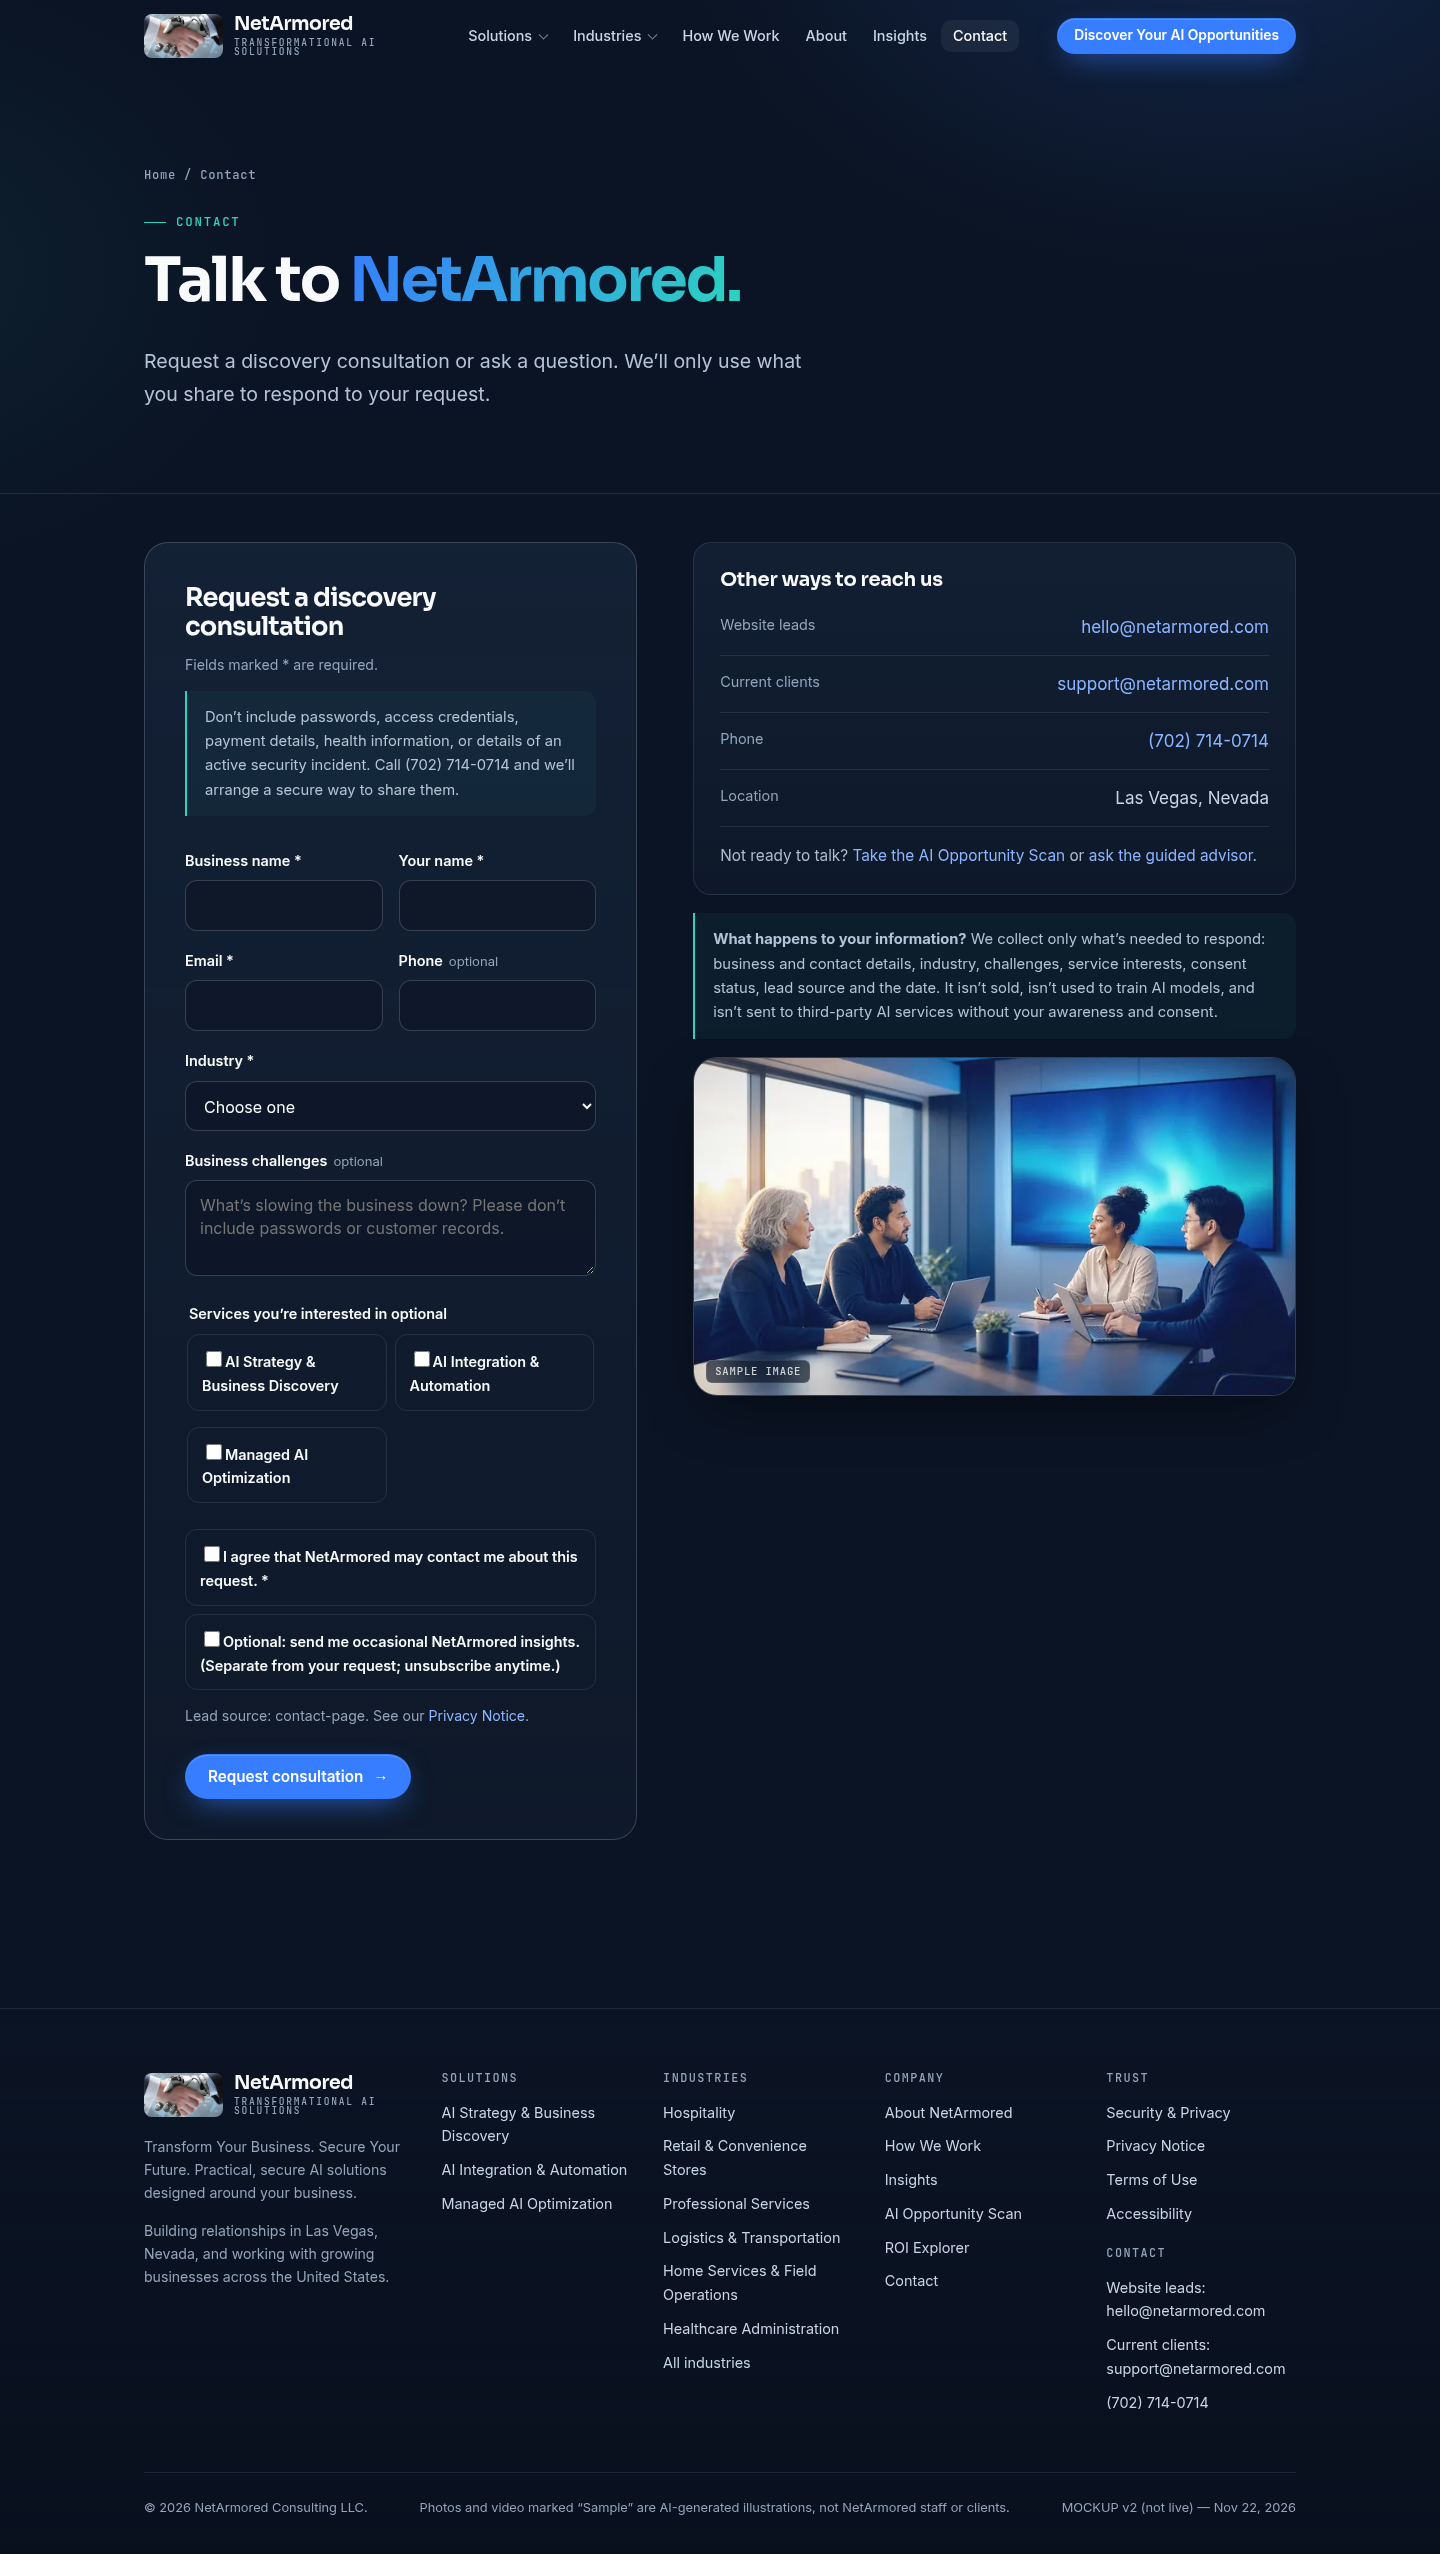 NetArmored
TRANSFORMATIONAL AI
SOLUTIONS
Solutions
Industries
How We Work
About
Insights
Contact
Discover Your AI Opportunities
Home / Contact
CONTACT
Talk to NetArmored.
Request a discovery consultation or ask a question. We’ll only use what
you share to respond to your request.
Request a discovery
consultation
Fields marked * are required.
Don’t include passwords, access credentials,
payment details, health information, or details of an
active security incident. Call (702) 714-0714 and we’ll
arrange a secure way to share them.
Business name *
Your name *
Email *
Phone optional
Industry *
Choose one
Business challenges optional
What’s slowing the business down? Please don’t
include passwords or customer records.
Services you’re interested in optional
AI Strategy &
Business Discovery
AI Integration &
Automation
Managed AI
Optimization
I agree that NetArmored may contact me about this
request. *
Optional: send me occasional NetArmored insights.
(Separate from your request; unsubscribe anytime.)
Lead source: contact-page. See our Privacy Notice.
Request consultation →
Other ways to reach us
Website leads
hello@netarmored.com
Current clients
support@netarmored.com
Phone
(702) 714-0714
Location
Las Vegas, Nevada
Not ready to talk? Take the AI Opportunity Scan or ask the guided advisor.
What happens to your information? We collect only what’s needed to respond:
business and contact details, industry, challenges, service interests, consent
status, lead source and the date. It isn’t sold, isn’t used to train AI models, and
isn’t sent to third-party AI services without your awareness and consent.
SAMPLE IMAGE
NetArmored
TRANSFORMATIONAL AI
SOLUTIONS
Transform Your Business. Secure Your
Future. Practical, secure AI solutions
designed around your business.
Building relationships in Las Vegas,
Nevada, and working with growing
businesses across the United States.
SOLUTIONS
AI Strategy & Business
Discovery
AI Integration & Automation
Managed AI Optimization
INDUSTRIES
Hospitality
Retail & Convenience
Stores
Professional Services
Logistics & Transportation
Home Services & Field
Operations
Healthcare Administration
All industries
COMPANY
About NetArmored
How We Work
Insights
AI Opportunity Scan
ROI Explorer
Contact
TRUST
Security & Privacy
Privacy Notice
Terms of Use
Accessibility
CONTACT
Website leads:
hello@netarmored.com
Current clients:
support@netarmored.com
(702) 714-0714
© 2026 NetArmored Consulting LLC.
Photos and video marked “Sample” are AI-generated illustrations, not NetArmored staff or clients.
MOCKUP v2 (not live) — Nov 22, 2026